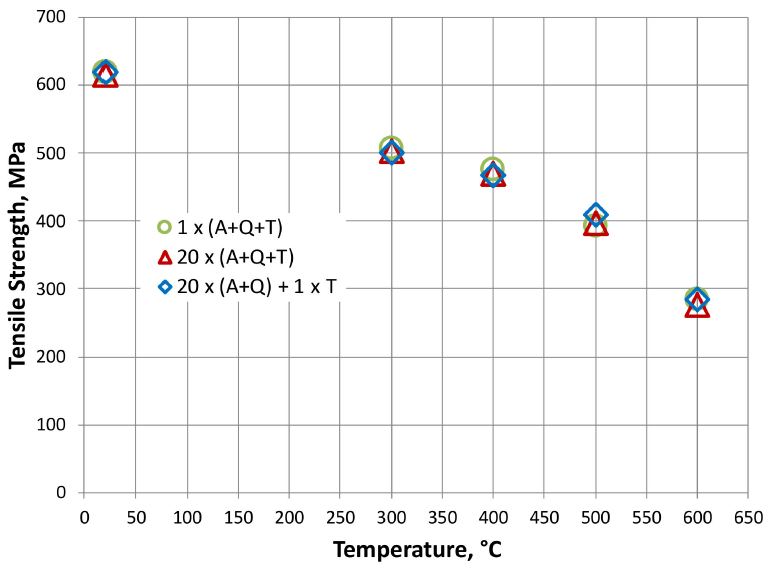 700
600
500
400
300
200
100
0
Tensile Strength, MPa
1 x (A+Q+T)
20 x (A+Q+T)
20 x (A+Q) + 1 x T
0 50 100 150 200 250 300 350 400 450 500 550 600 650
Temperature, °C